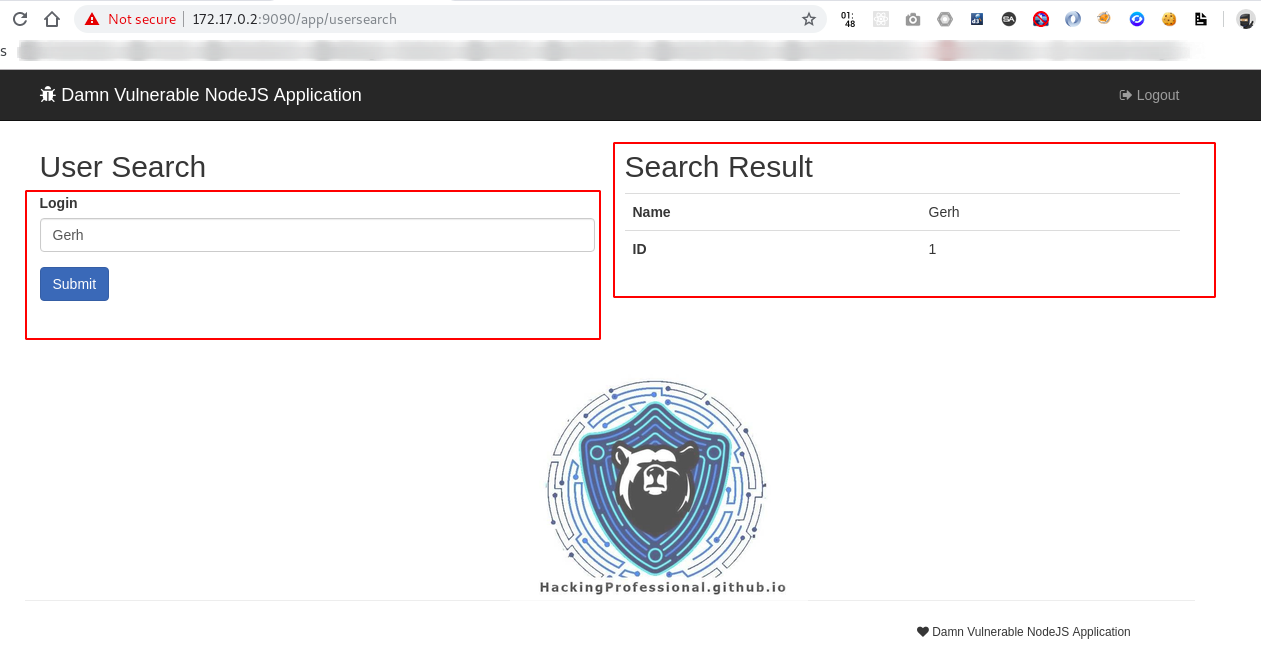 Not secure 172.17.0.2:9090/app/usersearch 01: 48
s
Damn Vulnerable NodeJS Application Logout
User Search
Login
Gerh
Submit
Search Result
Name Gerh
ID 1
HackingProfessional.github.io
Damn Vulnerable NodeJS Application